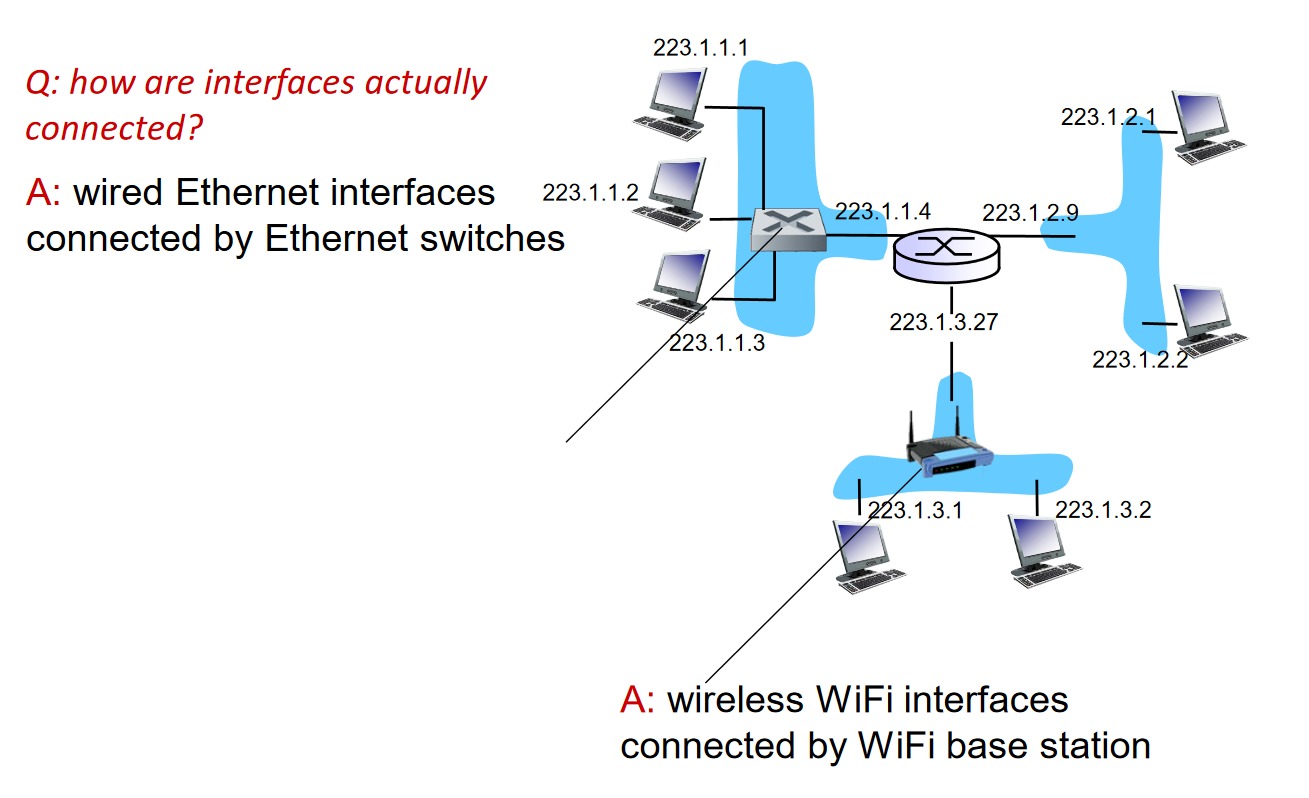 Q: how are interfaces actually
connected?
A: wired Ethernet interfaces
connected by Ethernet switches
223.1.1.1
223.1.1.2
223.1.1.3
223.1.1.4
223.1.2.9
223.1.2.1
223.1.2.2
223.1.3.27
223.1.3.1
223.1.3.2
A: wireless WiFi interfaces
connected by WiFi base station